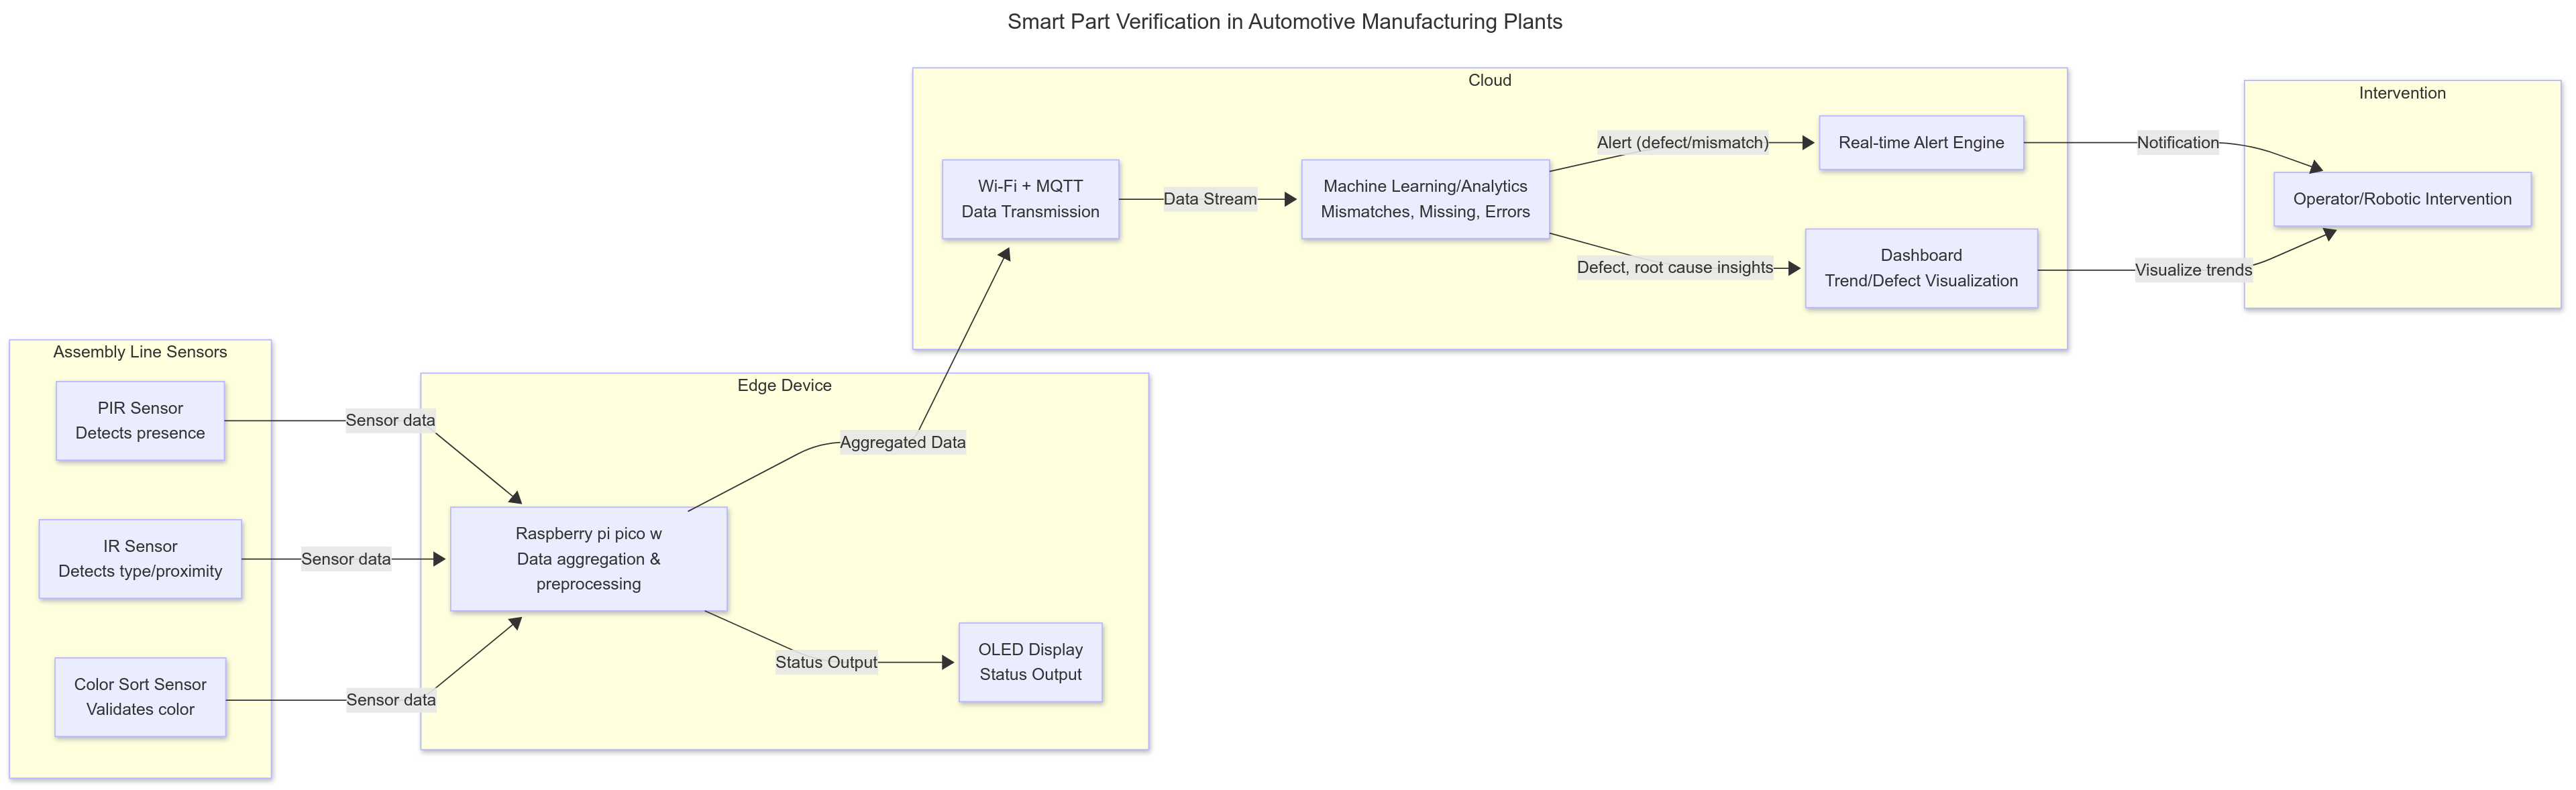 Smart Part Verification in Automotive Manufacturing Plants
Assembly Line Sensors
PIR Sensor
Detects presence
IR Sensor
Detects type/proximity
Color Sort Sensor
Validates color
Sensor data
Sensor data
Sensor data
Edge Device
Raspberry pi pico w
Data aggregation &
preprocessing
Aggregated Data
Status Output
OLED Display
Status Output
Cloud
Wi-Fi + MQTT
Data Transmission
Data Stream
Machine Learning/Analytics
Mismatches, Missing, Errors
Alert (defect/mismatch)
Defect, root cause insights
Real-time Alert Engine
Dashboard
Trend/Defect Visualization
Notification
Visualize trends
Intervention
Operator/Robotic Intervention